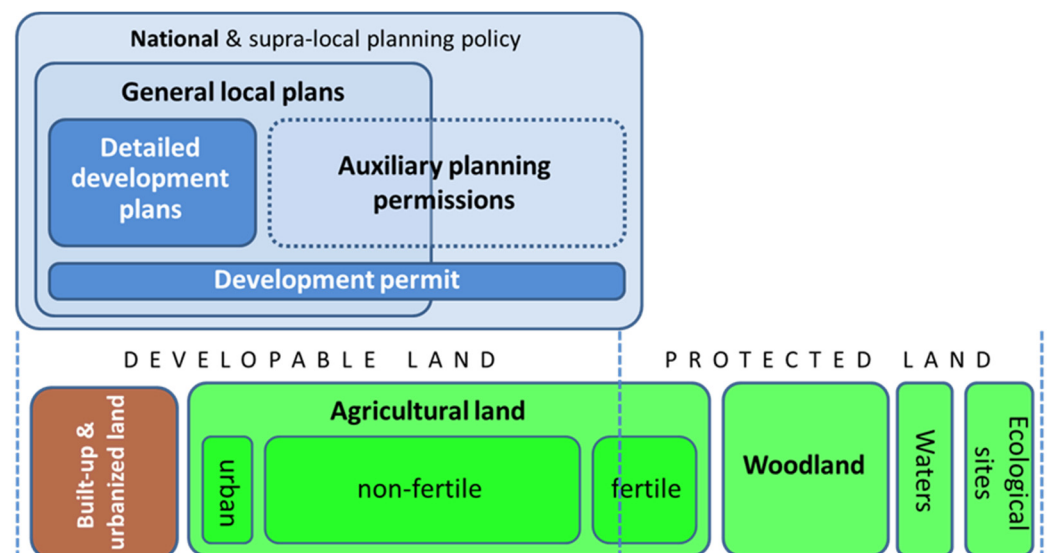 National & supra-local planning policy
General local plans
Detailed
development
plans
Auxiliary planning
permissions
Development permit
DEVELOPABLE LAND
PROTECTED LAND
Built-up &
urbanized land
Agricultural land
urban
non-fertile
fertile
Woodland
Waters
Ecological
sites